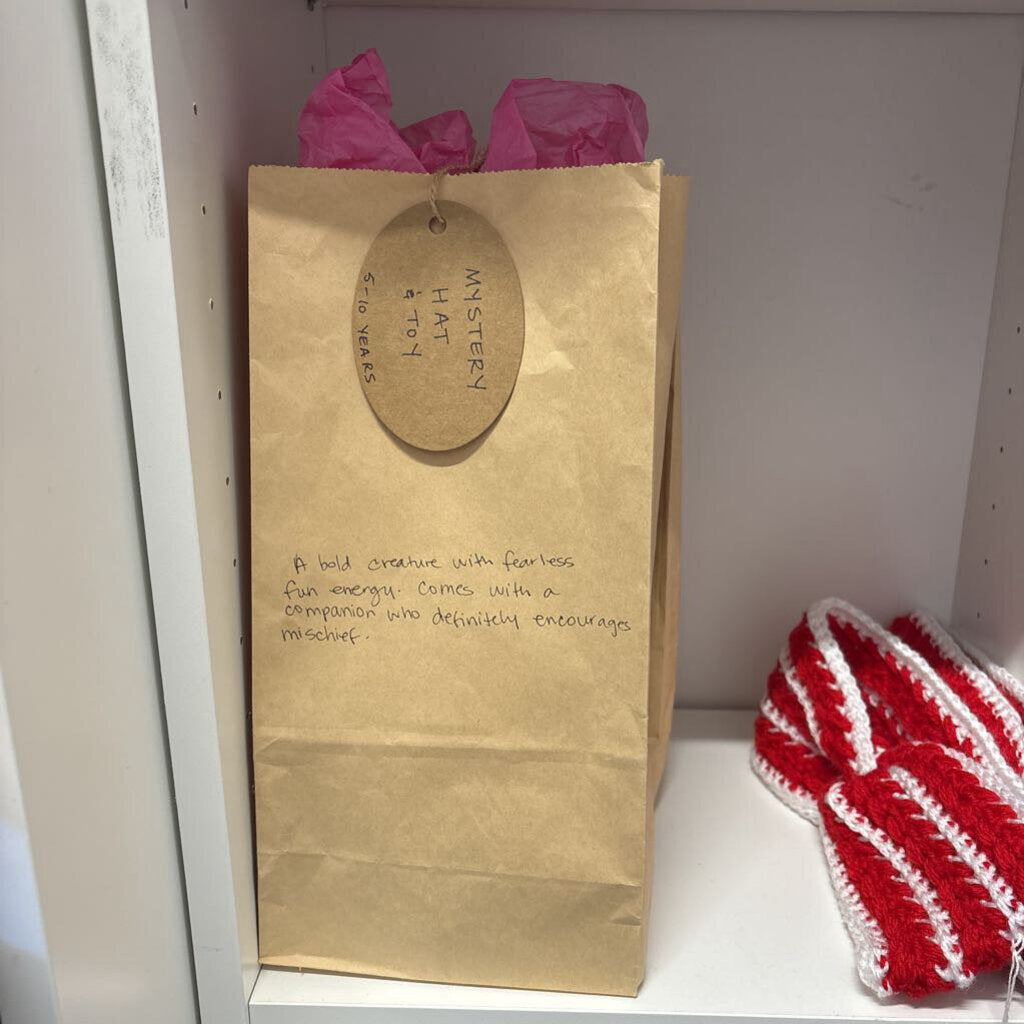 MYSTERY
HAT
& TOY
5-10 YEARS
A bold creature with fearless
fun energy. Comes with a
companion who definitely encourages
mischief.